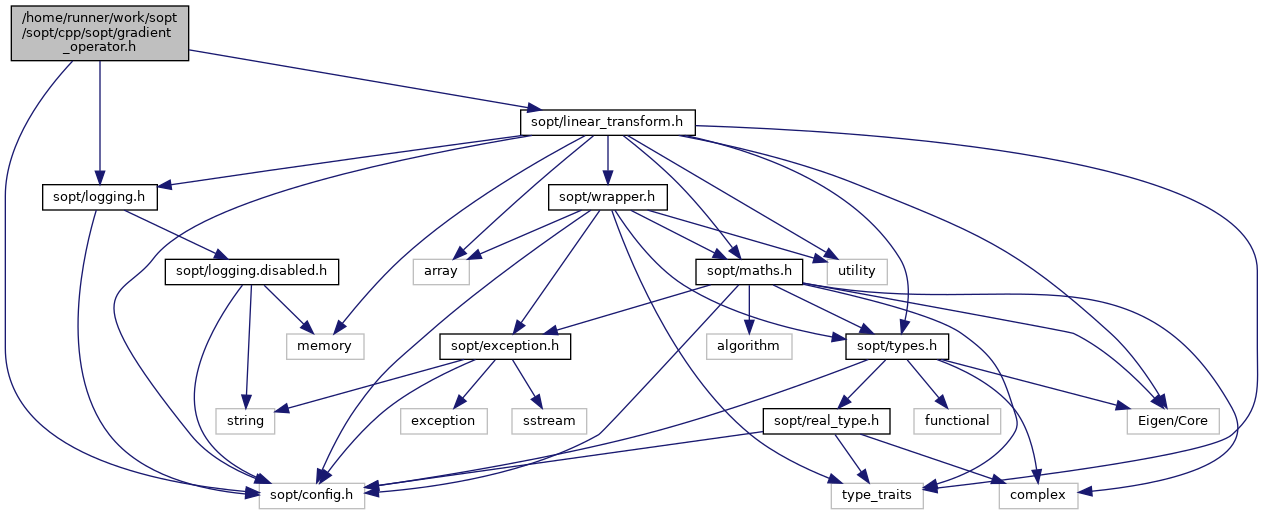 /home/runner/work/sopt
/sopt/cpp/sopt/gradient
_operator.h
sopt/linear_transform.h
sopt/logging.h
sopt/wrapper.h
sopt/logging.disabled.h
array
sopt/maths.h
utility
memory
sopt/exception.h
algorithm
sopt/types.h
string
exception
sstream
sopt/real_type.h
functional
Eigen/Core
sopt/config.h
type_traits
complex